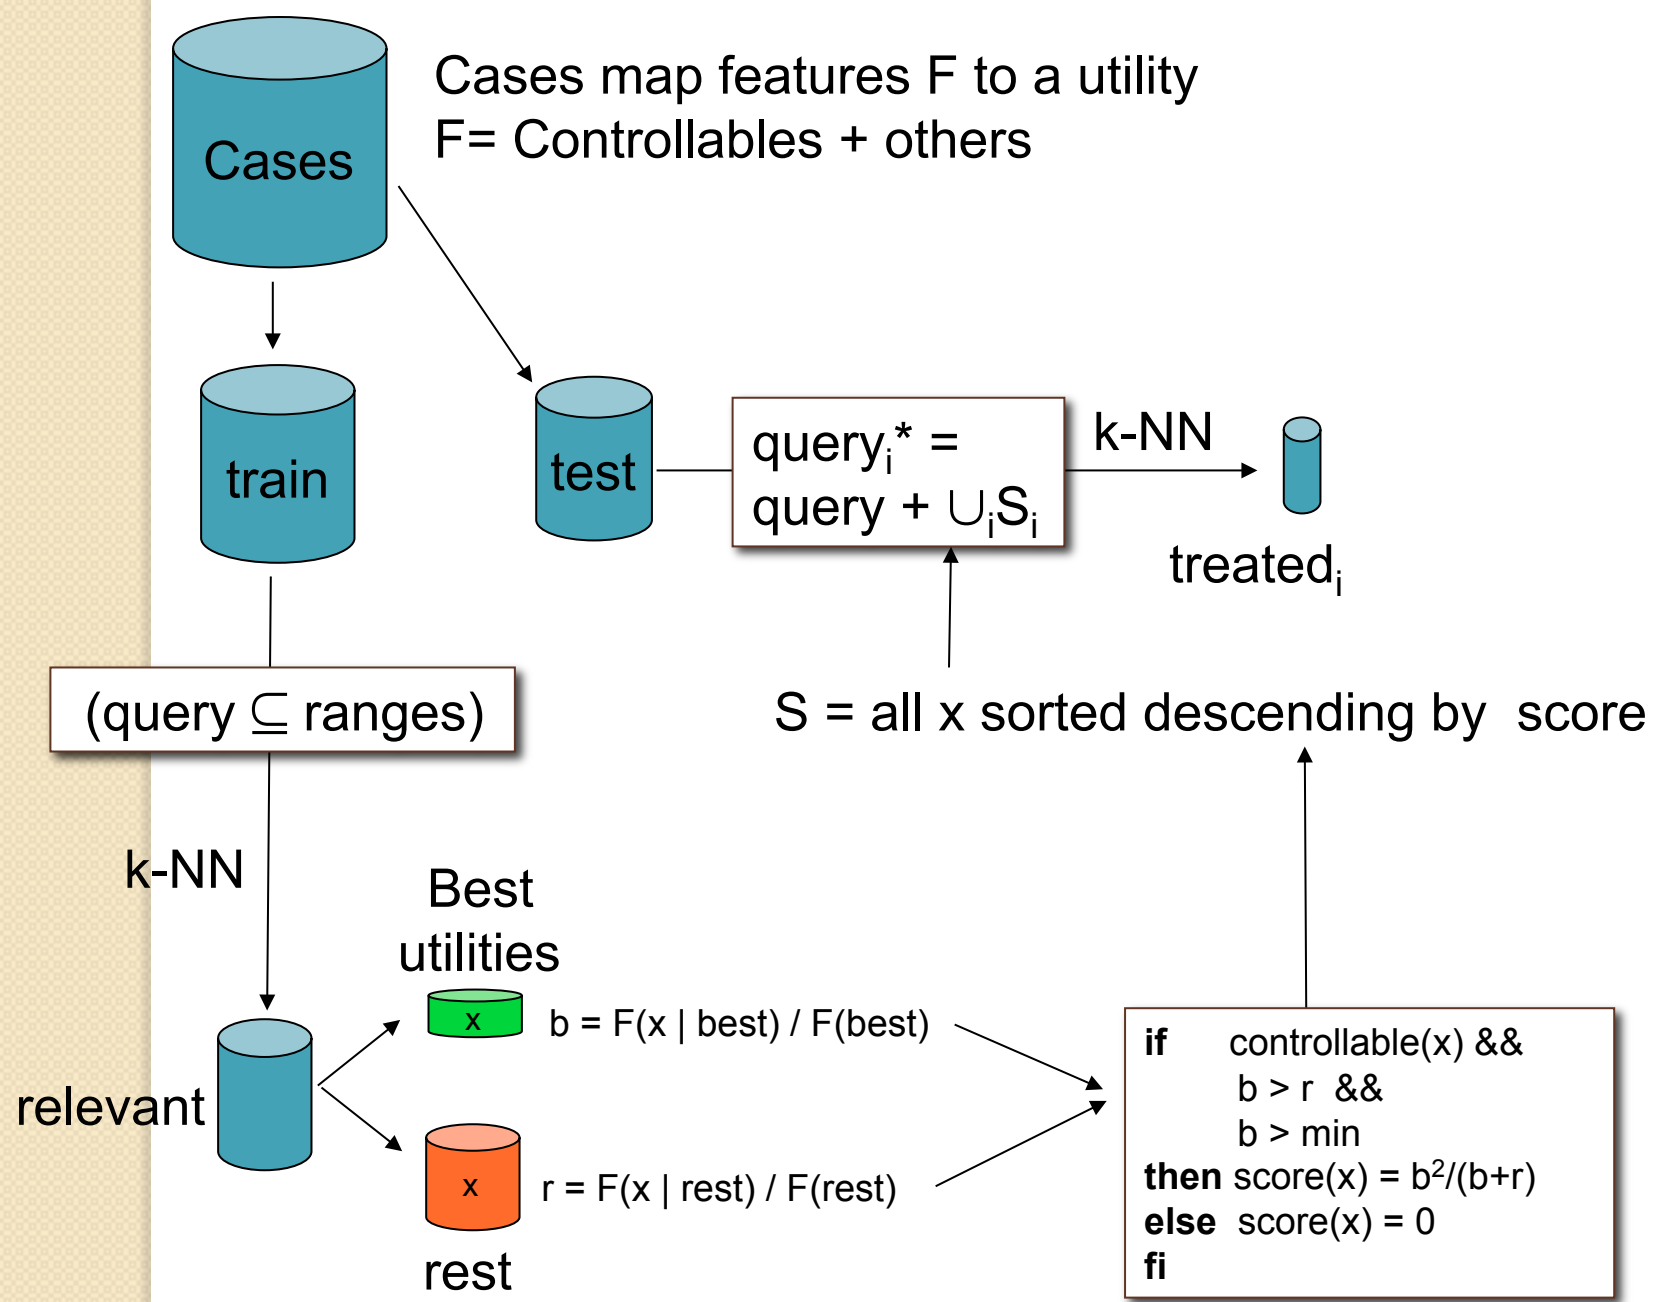 Cases map features F to a utility
F= Controllables + others
Cases
train
test
query_i* =
query + ∪_iS_i
k-NN
treated_i
(query ⊆ ranges)
S = all x sorted descending by score
k-NN
Best
utilities
x
b = F(x | best) / F(best)
relevant
x
r = F(x | rest) / F(rest)
rest
if controllable(x) &&
b > r &&
b > min
then score(x) = b²/(b+r)
else score(x) = 0
fi